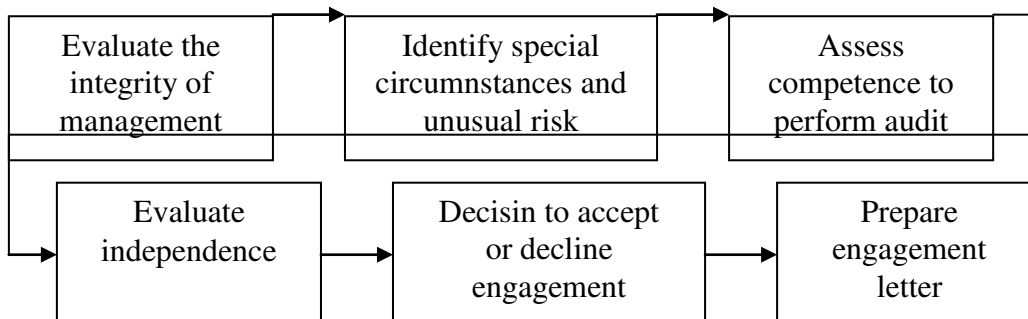 Evaluate the
integrity of
management
Identify special
circumnstances and
unusual risk
Assess
competence to
perform audit
Evaluate
independence
Decisin to accept
or decline
engagement
Prepare
engagement
letter